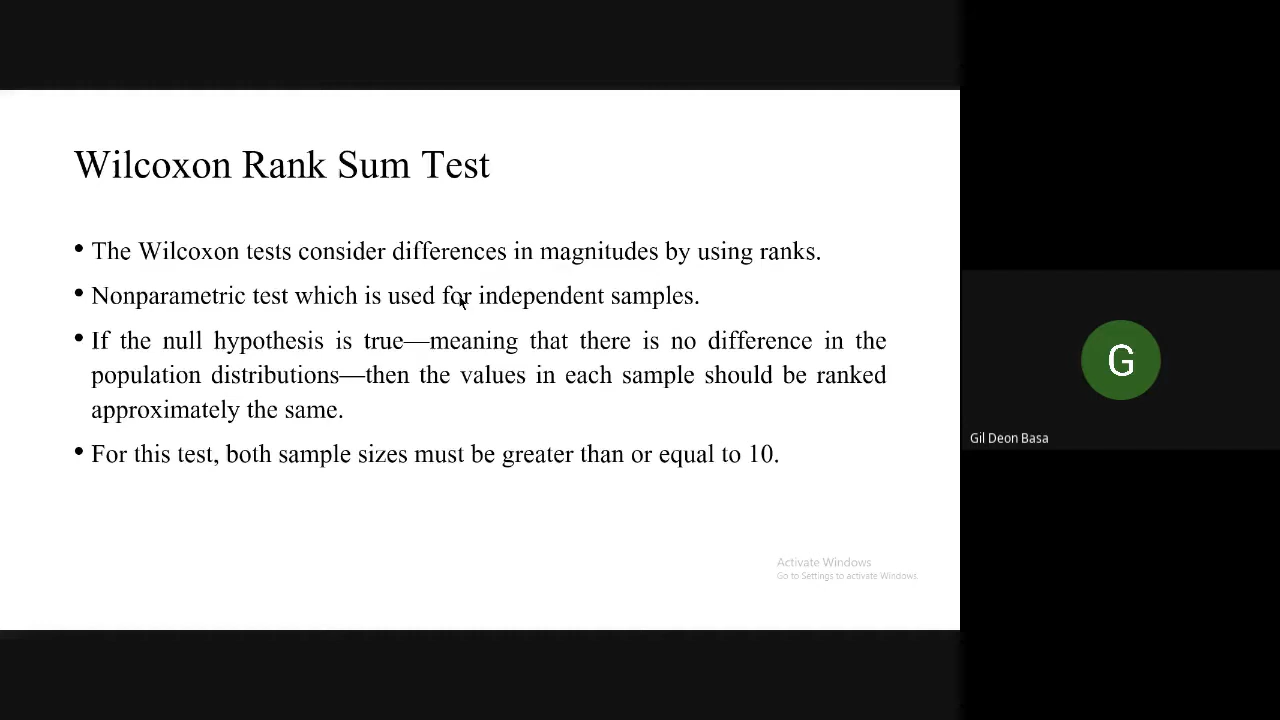 Wilcoxon Rank Sum Test
• The Wilcoxon tests consider differences in magnitudes by using ranks.
• Nonparametric test which is used for independent samples.
• If the null hypothesis is true—meaning that there is no difference in the
population distributions—then the values in each sample should be ranked
approximately the same.
• For this test, both sample sizes must be greater than or equal to 10.
Activate Windows
Go to Settings to activate Windows.
G
Gil Deon Basa